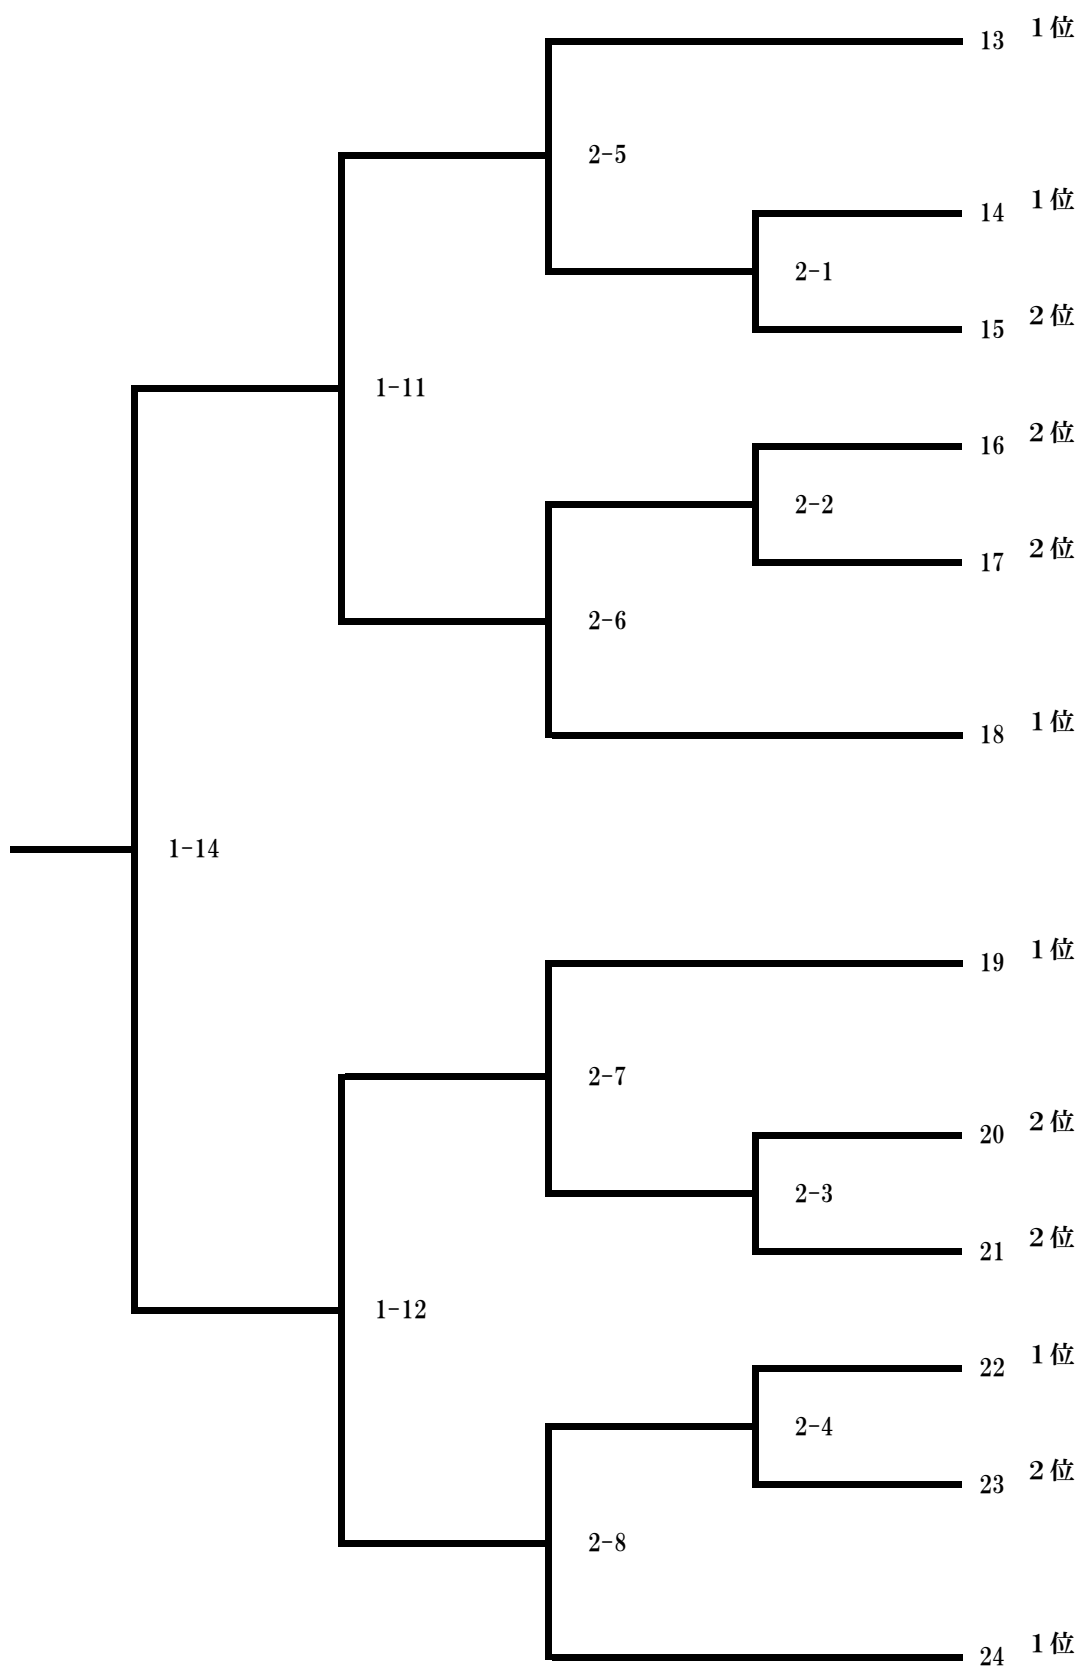 13 １位
2-5
14 １位
2-1
15 ２位
1-11
16 ２位
2-2
17 ２位
2-6
18 １位
1-14
19 １位
2-7
20 ２位
2-3
21 ２位
1-12
22 １位
2-4
23 ２位
2-8
24 １位